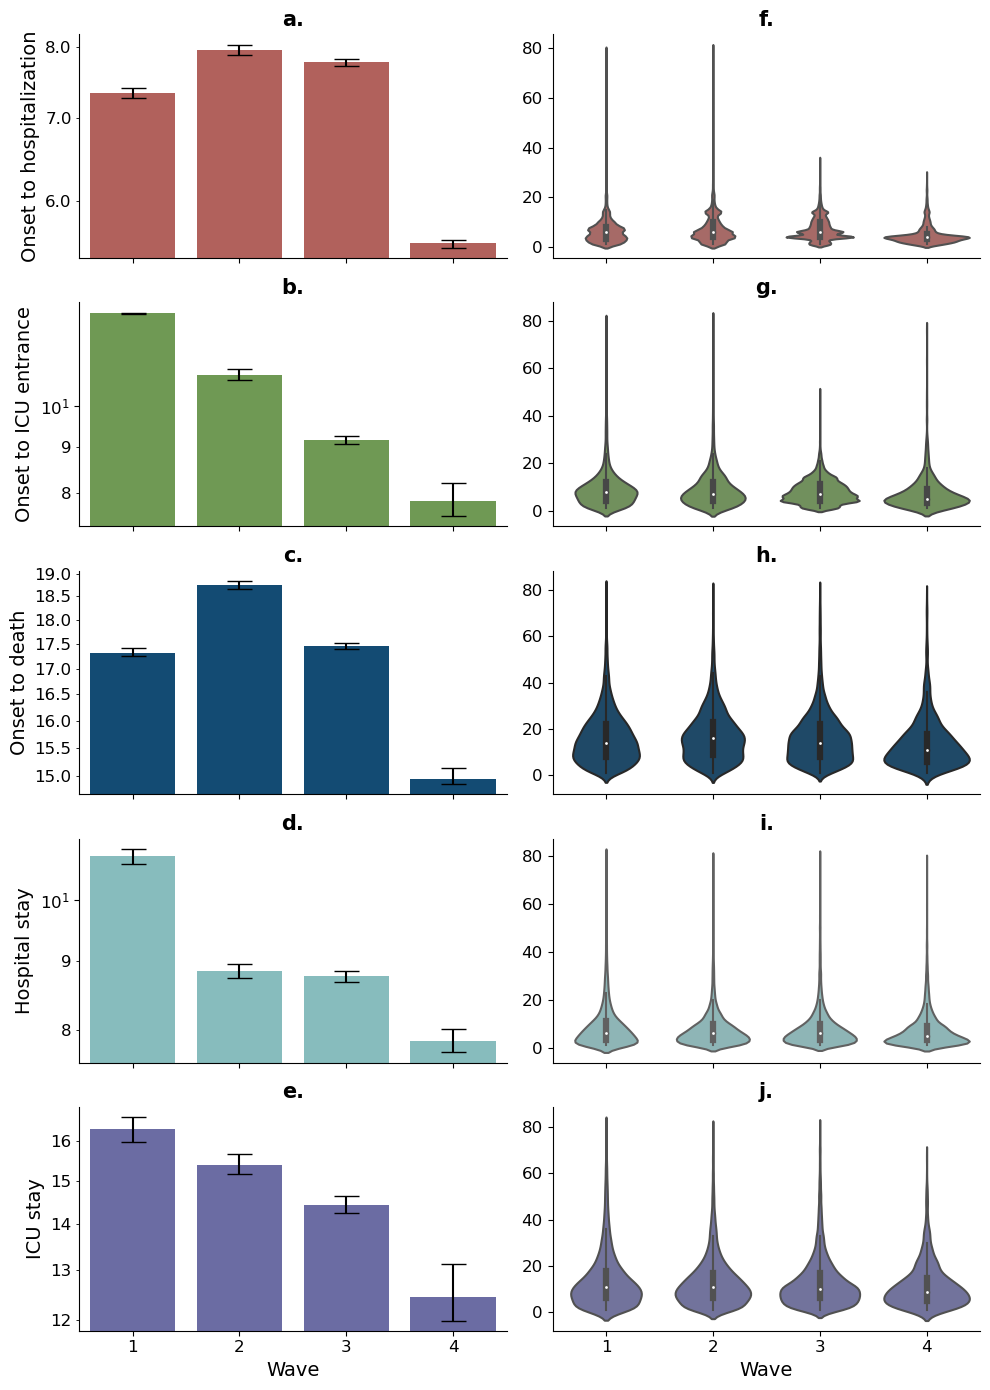 a.
Onset to hospitalization
8.0
7.0
6.0
f.
80
60
40
20
0
b.
Onset to ICU entrance
10¹
9
8
g.
80
60
40
20
0
c.
Onset to death
19.0
18.5
18.0
17.5
17.0
16.5
16.0
15.5
15.0
h.
80
60
40
20
0
d.
Hospital stay
10¹
9
8
i.
80
60
40
20
0
e.
ICU stay
16
15
14
13
12
1 2 3 4
Wave
j.
80
60
40
20
0
1 2 3 4
Wave